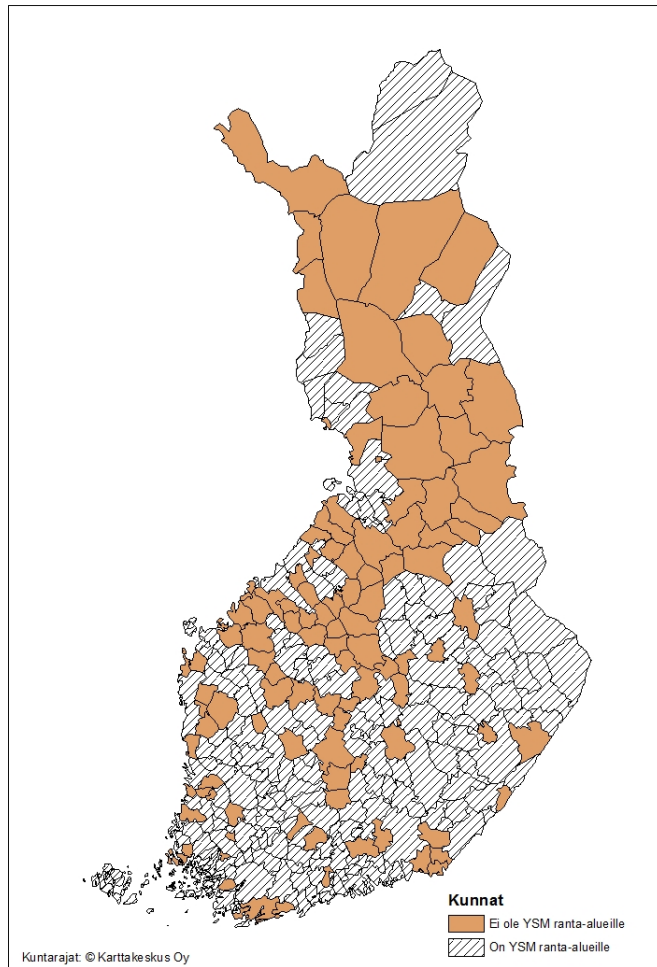 Kunnat
Ei ole YSM ranta-alueille
On YSM ranta-alueille
Kuntarajat: © Karttakeskus Oy